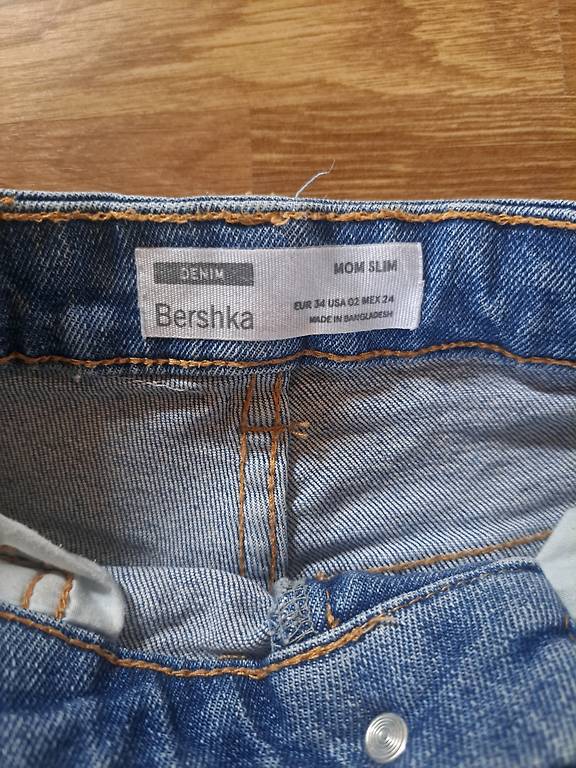 DENIM
Bershka
MOM SLIM
EUR 34 USA 02 MEX 24
MADE IN BANGLADESH